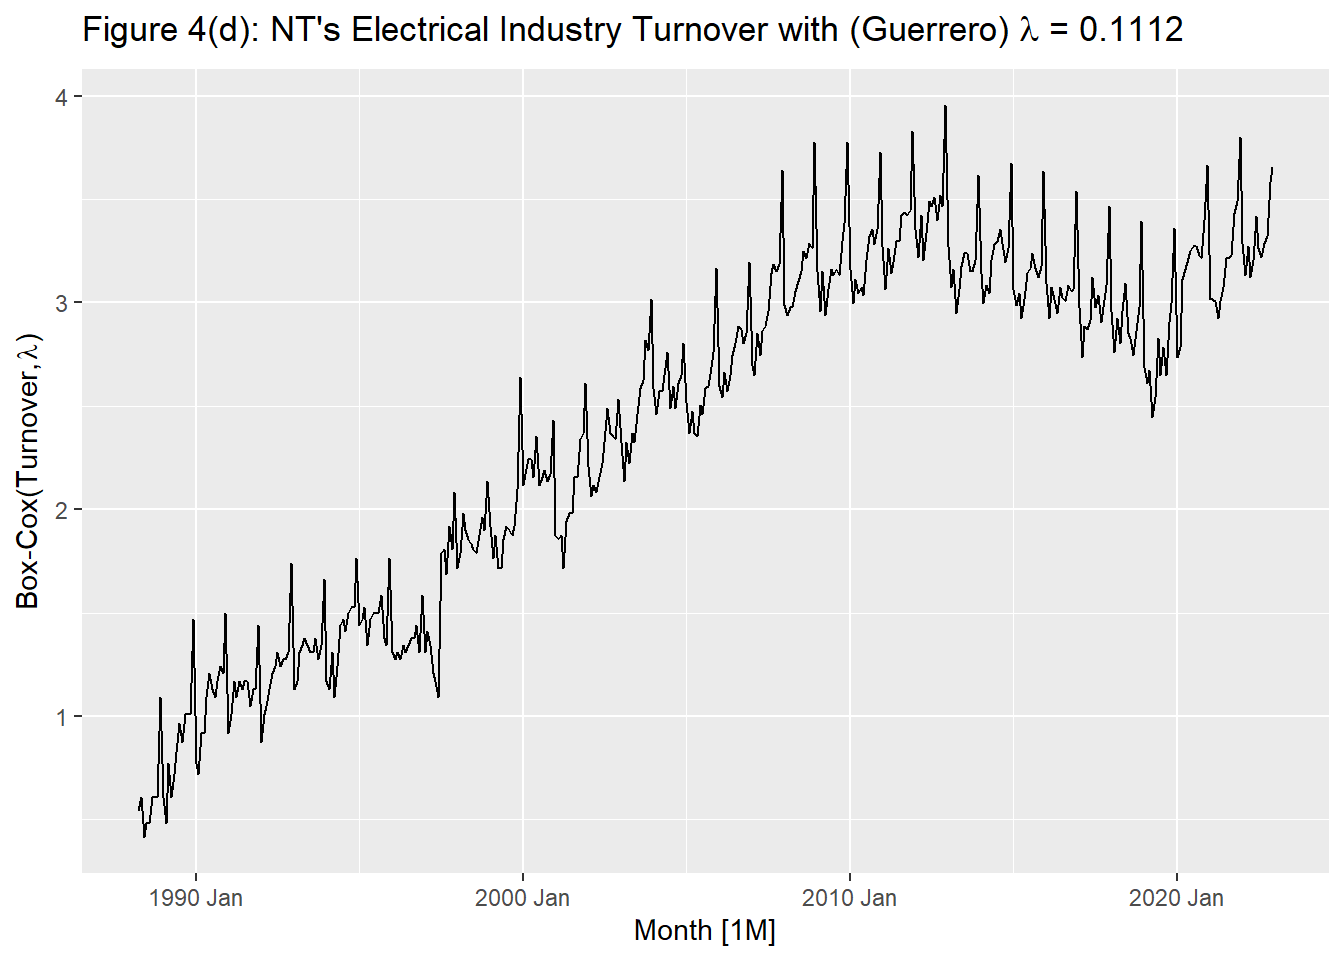 Figure 4(d): NT's Electrical Industry Turnover with (Guerrero) λ = 0.1112
Box-Cox(Turnover,λ)
4
3
2
1
1990 Jan
2000 Jan
2010 Jan
2020 Jan
Month [1M]